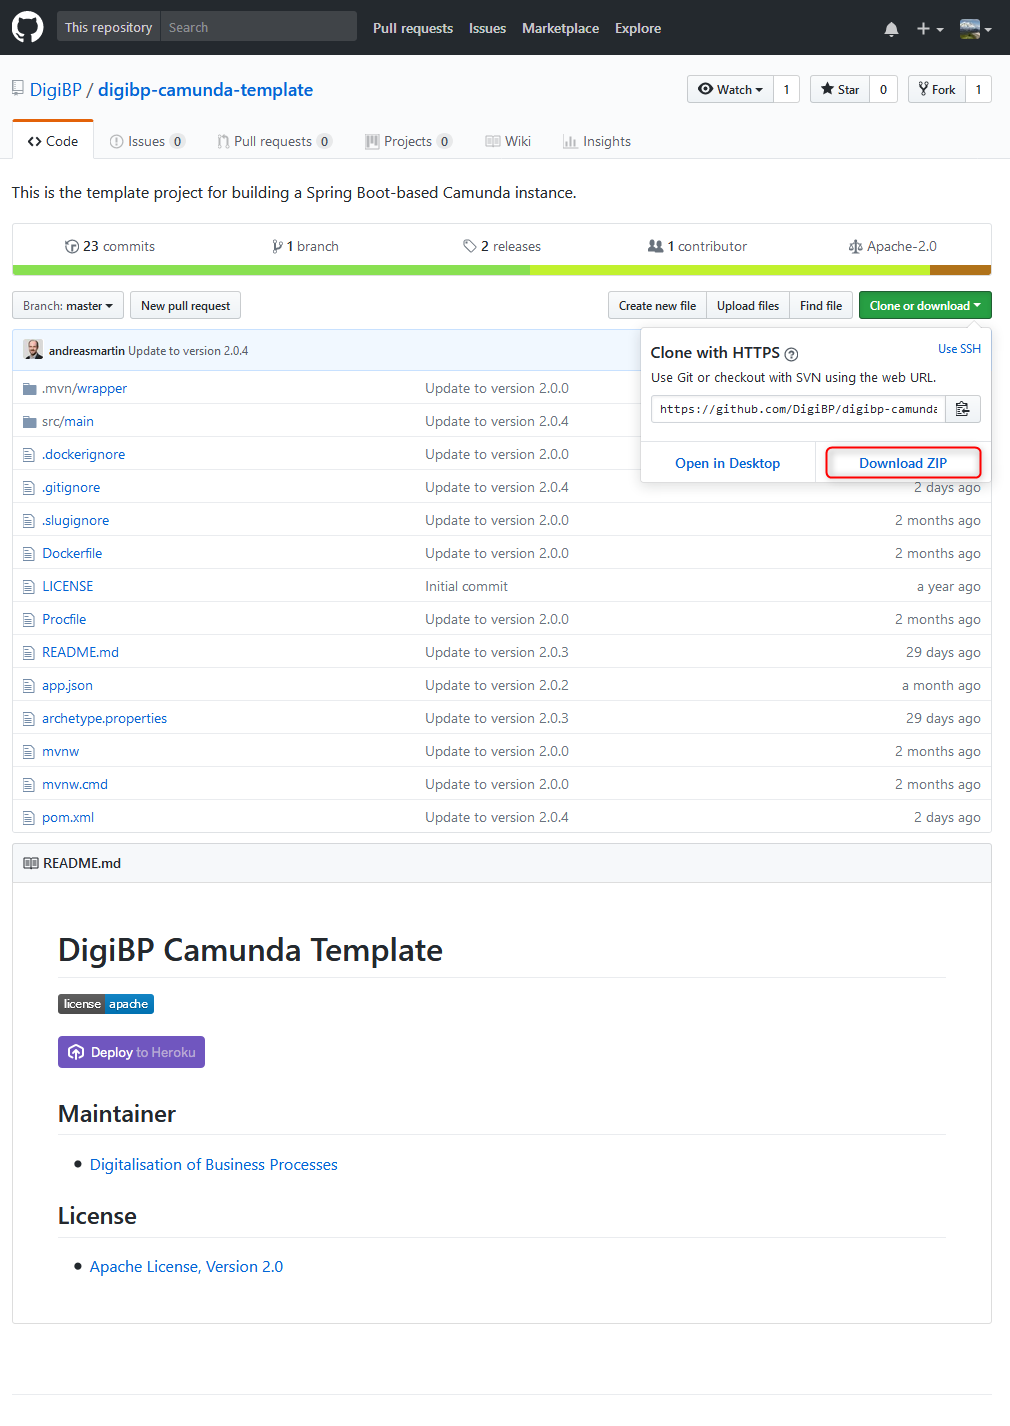 This repository Search Pull requests Issues Marketplace Explore
DigiBP / digibp-camunda-template Watch 1 Star 0 Fork 1
Code Issues 0 Pull requests 0 Projects 0 Wiki Insights
This is the template project for building a Spring Boot-based Camunda instance.
23 commits 1 branch 2 releases 1 contributor Apache-2.0
Branch: master New pull request Create new file Upload files Find file Clone or download
andreasmartin Update to version 2.0.4
Clone with HTTPS ? Use SSH
Use Git or checkout with SVN using the web URL.
https://github.com/DigiBP/digibp-camunda
Open in Desktop Download ZIP
.mvn/wrapper Update to version 2.0.0
src/main Update to version 2.0.4
.dockerignore Update to version 2.0.0
.gitignore Update to version 2.0.4 2 days ago
.slugignore Update to version 2.0.0 2 months ago
Dockerfile Update to version 2.0.0 2 months ago
LICENSE Initial commit a year ago
Procfile Update to version 2.0.0 2 months ago
README.md Update to version 2.0.3 29 days ago
app.json Update to version 2.0.2 a month ago
archetype.properties Update to version 2.0.3 29 days ago
mvnw Update to version 2.0.0 2 months ago
mvnw.cmd Update to version 2.0.0 2 months ago
pom.xml Update to version 2.0.4 2 days ago
README.md
DigiBP Camunda Template
license apache
Deploy to Heroku
Maintainer
Digitalisation of Business Processes
License
Apache License, Version 2.0